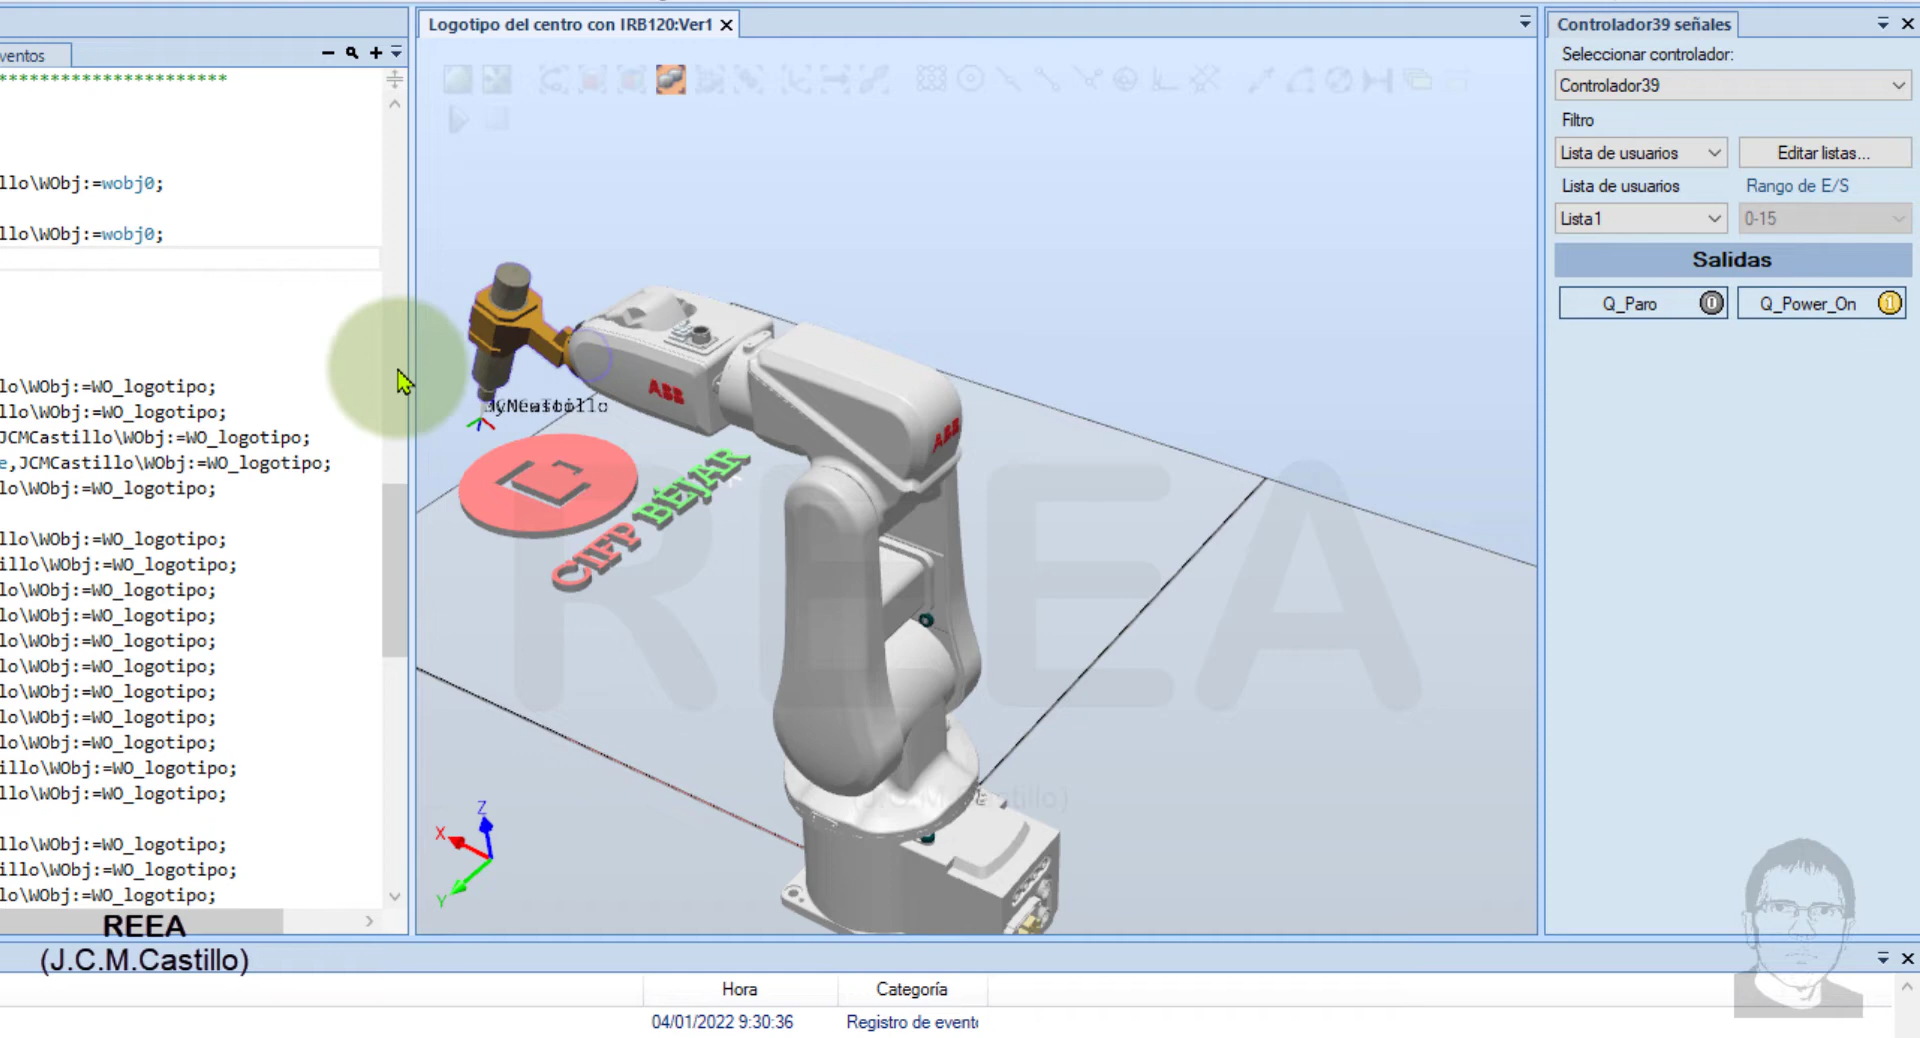 ventos
***********************
llo\WObj:=wobj0;
llo\WObj:=wobj0;
lo\WObj:=WO_logotipo;
llo\WObj:=WO_logotipo;
JCMCastillo\WObj:=WO_logotipo;
e,JCMCastillo\WObj:=WO_logotipo;
lo\WObj:=WO_logotipo;
llo\WObj:=WO_logotipo;
illo\WObj:=WO_logotipo;
lo\WObj:=WO_logotipo;
lo\WObj:=WO_logotipo;
lo\WObj:=WO_logotipo;
lo\WObj:=WO_logotipo;
lo\WObj:=WO_logotipo;
lo\WObj:=WO_logotipo;
lo\WObj:=WO_logotipo;
illo\WObj:=WO_logotipo;
llo\WObj:=WO_logotipo;
llo\WObj:=WO_logotipo;
illo\WObj:=WO_logotipo;
lo\WObj:=WO_logotipo;
REEA
(J.C.M.Castillo)
Logotipo del centro con IRB120:Ver1
ABB
ABB
CIFP BÉJAR
REEA
Z
X
Y
Controlador39 señales
Seleccionar controlador:
Controlador39
Filtro
Lista de usuarios
Editar listas...
Lista de usuarios
Rango de E/S
Lista1
0-15
Salidas
Q_Paro 0
Q_Power_On 1
Hora
Categoría
04/01/2022 9:30:36
Registro de evento